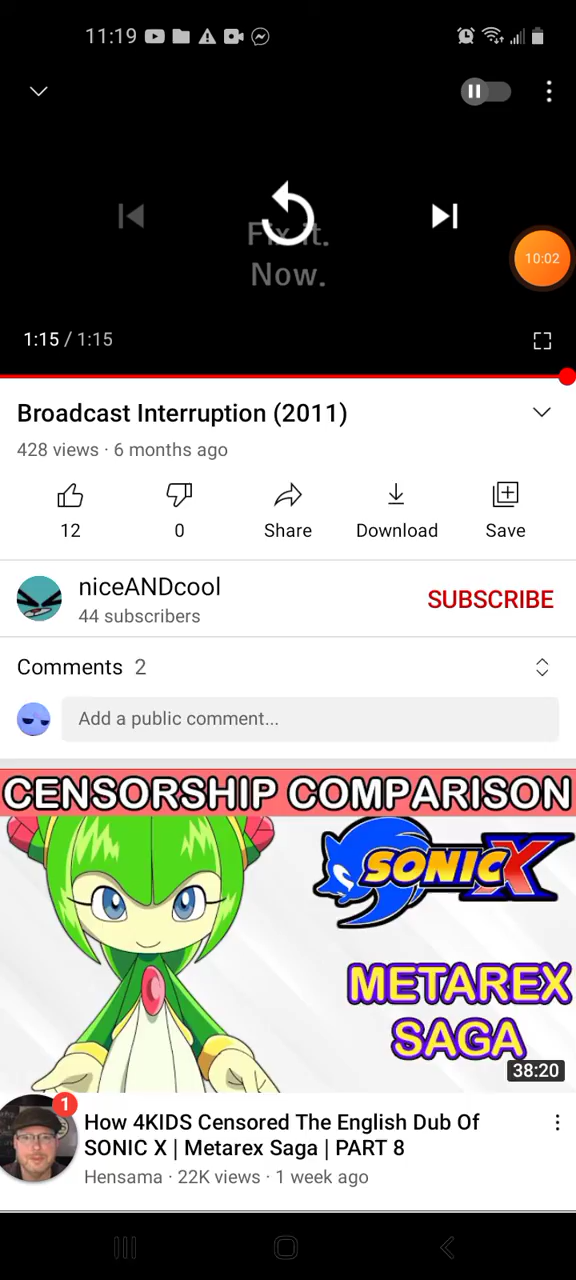 11:19
Fix it.
Now.
10:02
1:15 / 1:15
Broadcast Interruption (2011)
428 views · 6 months ago
12
0
Share
Download
Save
niceANDcool
44 subscribers
SUBSCRIBE
Comments 2
Add a public comment...
CENSORSHIP COMPARISON
SONIC X
METAREX
SAGA
38:20
1
How 4KIDS Censored The English Dub Of
SONIC X | Metarex Saga | PART 8
Hensama · 22K views · 1 week ago